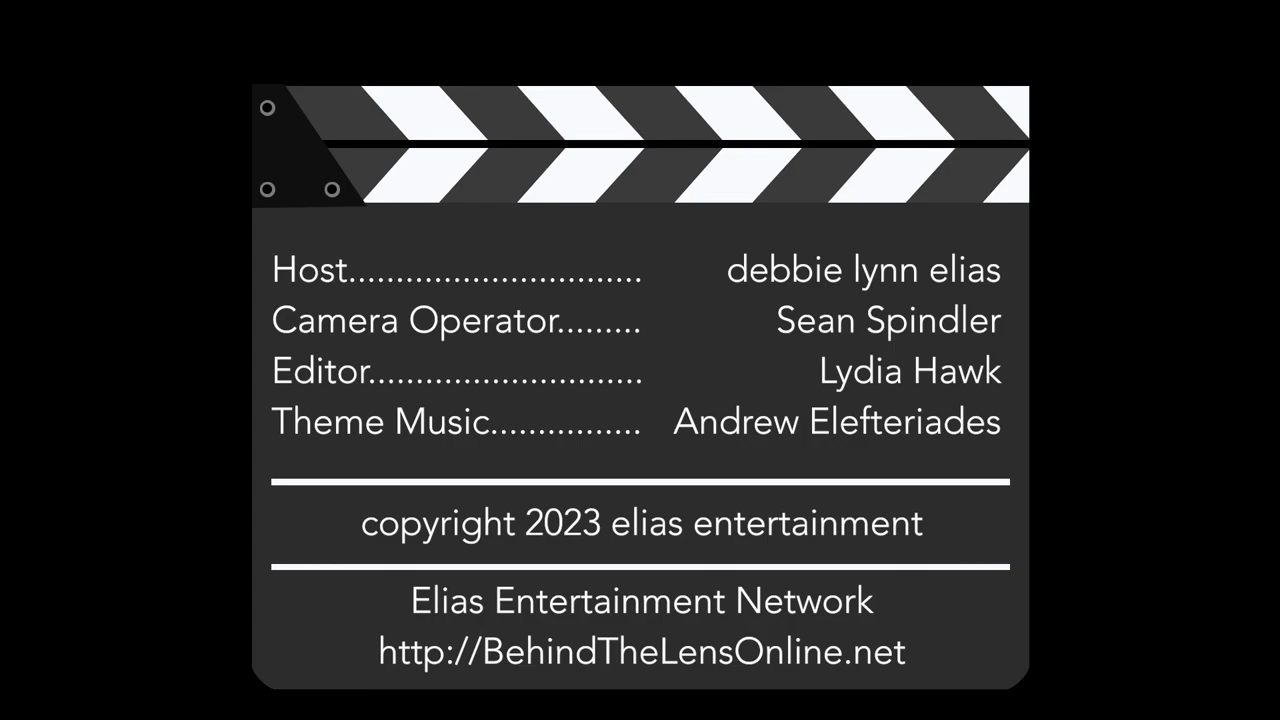 Host............................... debbie lynn elias
Camera Operator......... Sean Spindler
Editor............................. Lydia Hawk
Theme Music................ Andrew Elefteriades
copyright 2023 elias entertainment
Elias Entertainment Network
http://BehindTheLensOnline.net